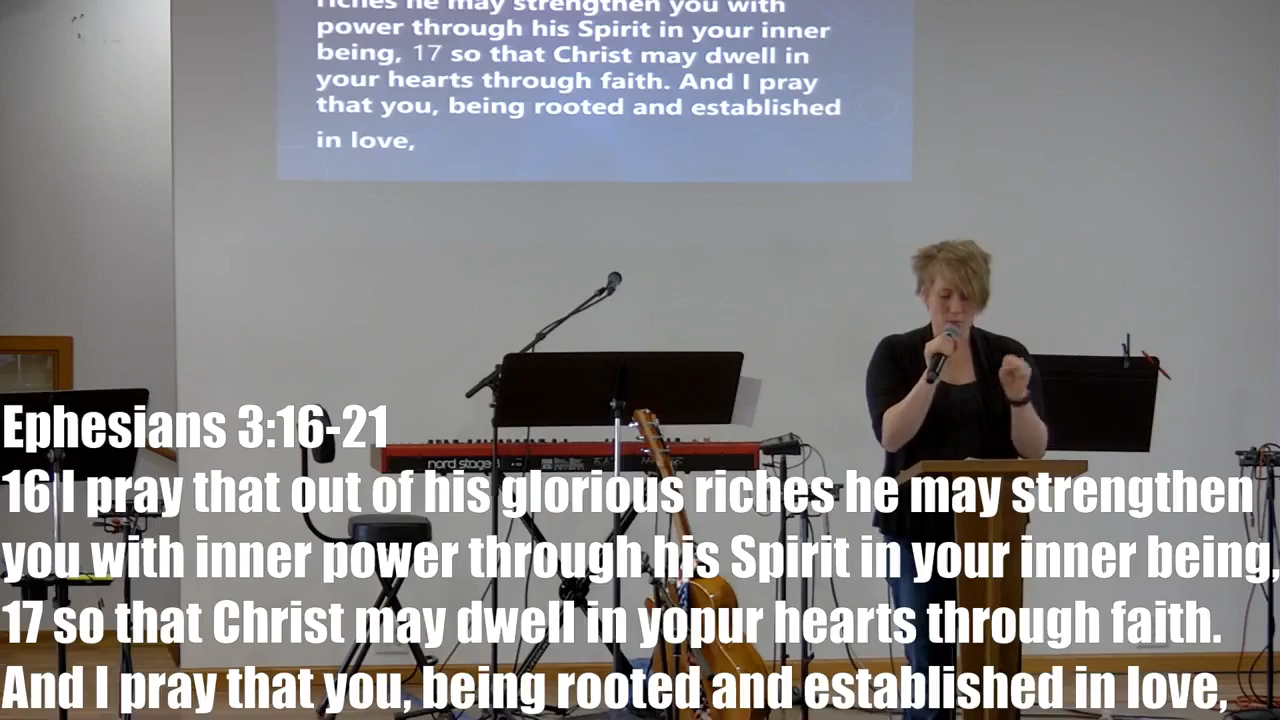 riches he may strengthen you with
power through his Spirit in your inner
being, 17 so that Christ may dwell in
your hearts through faith. And I pray
that you, being rooted and established
in love,
nord stage 3
Ephesians 3:16-21
16 I pray that out of his glorious riches he may strengthen
you with inner power through his Spirit in your inner being,
17 so that Christ may dwell in yopur hearts through faith.
And I pray that you, being rooted and established in love,